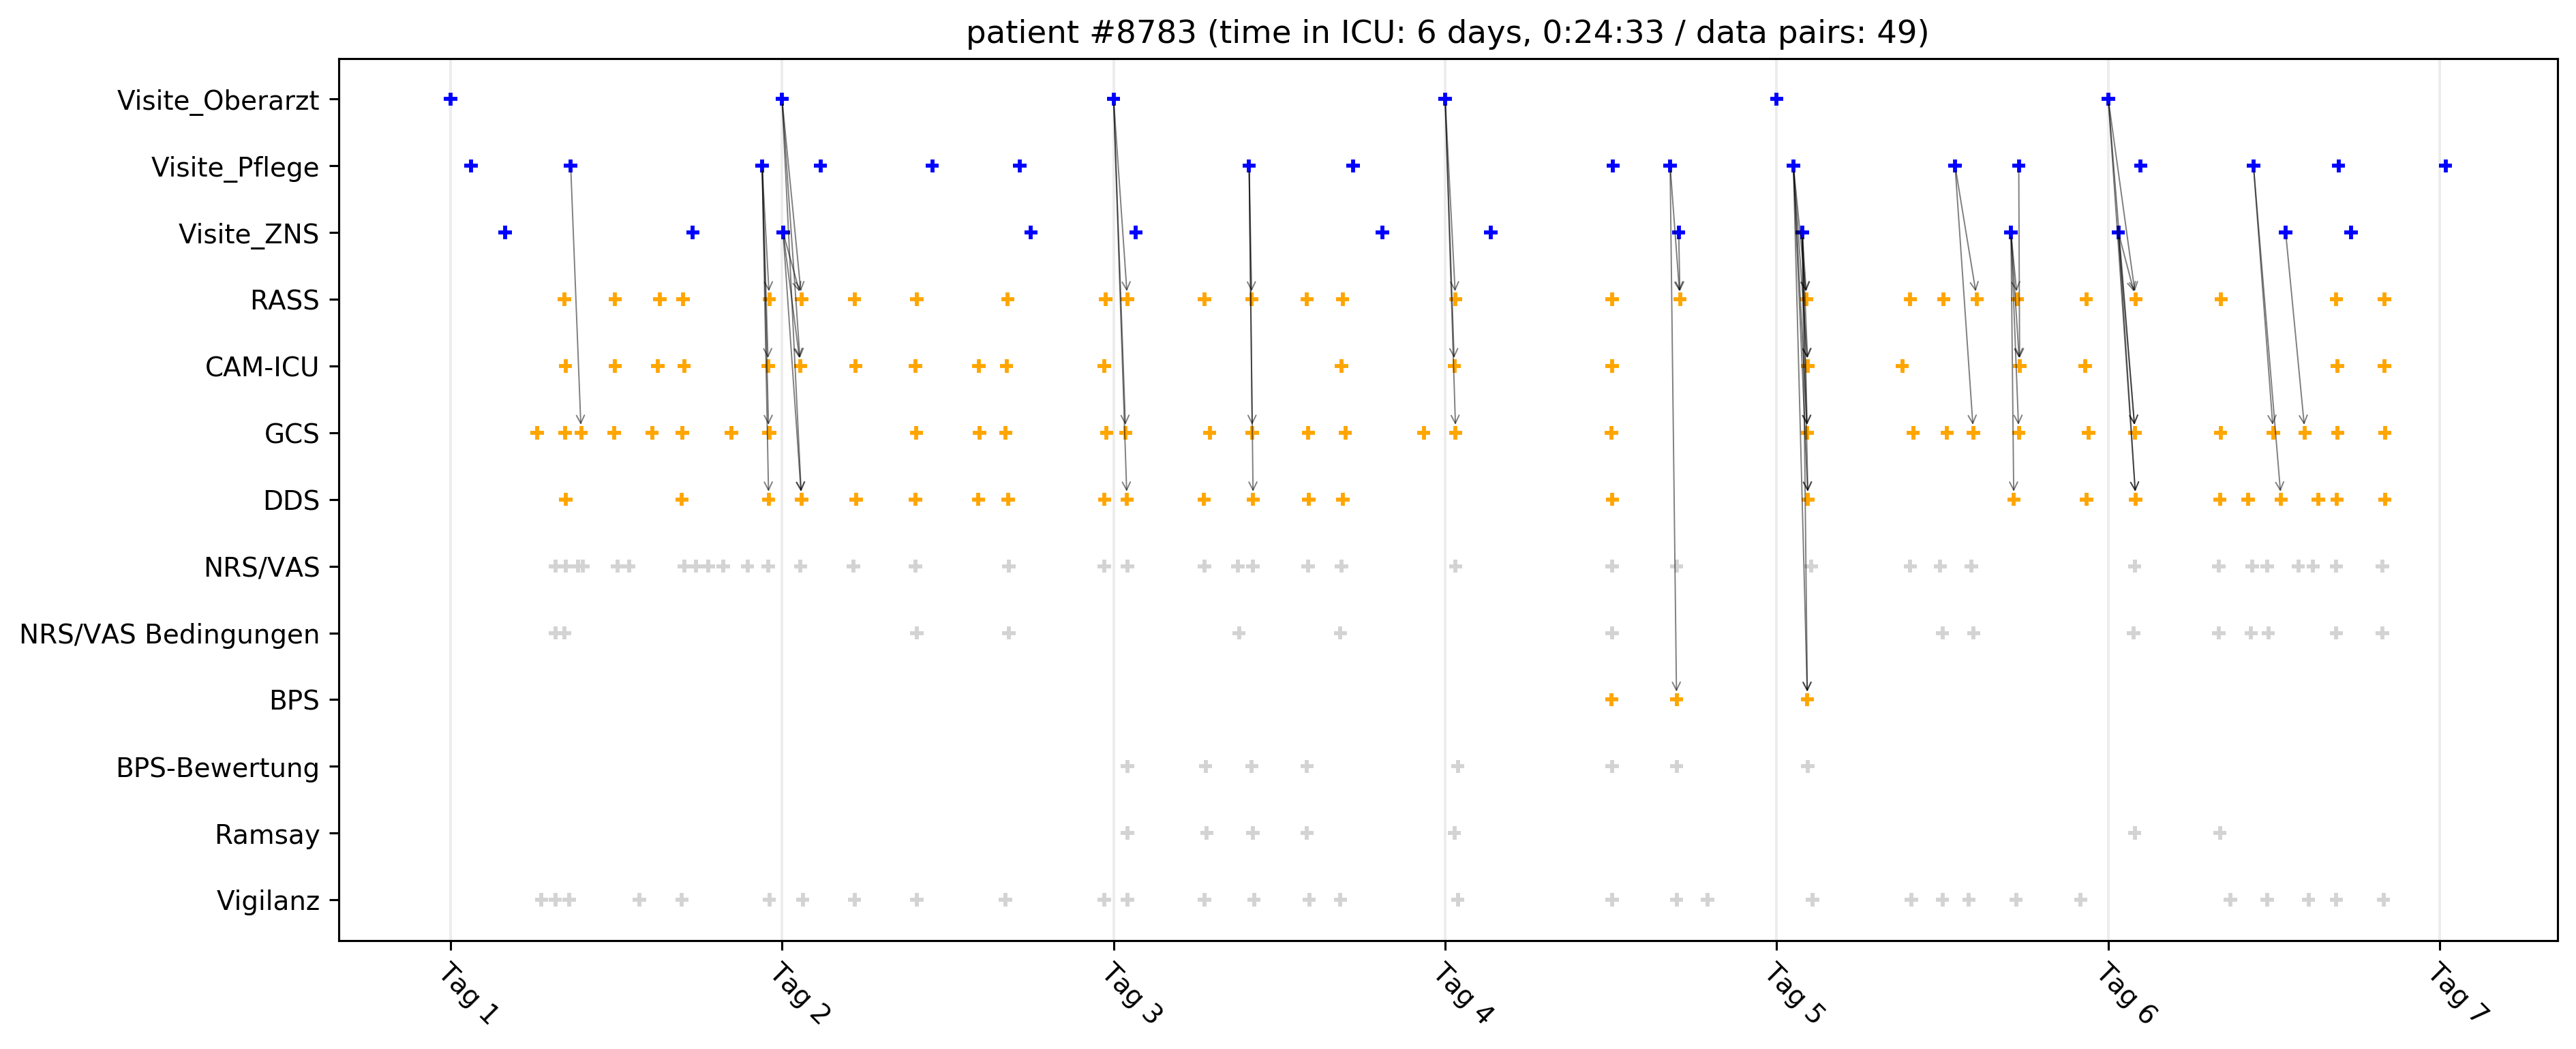 patient #8783 (time in ICU: 6 days, 0:24:33 / data pairs: 49)
Visite_Oberarzt
Visite_Pflege
Visite_ZNS
RASS
CAM-ICU
GCS
DDS
NRS/VAS
NRS/VAS Bedingungen
BPS
BPS-Bewertung
Ramsay
Vigilanz
Tag 1
Tag 2
Tag 3
Tag 4
Tag 5
Tag 6
Tag 7